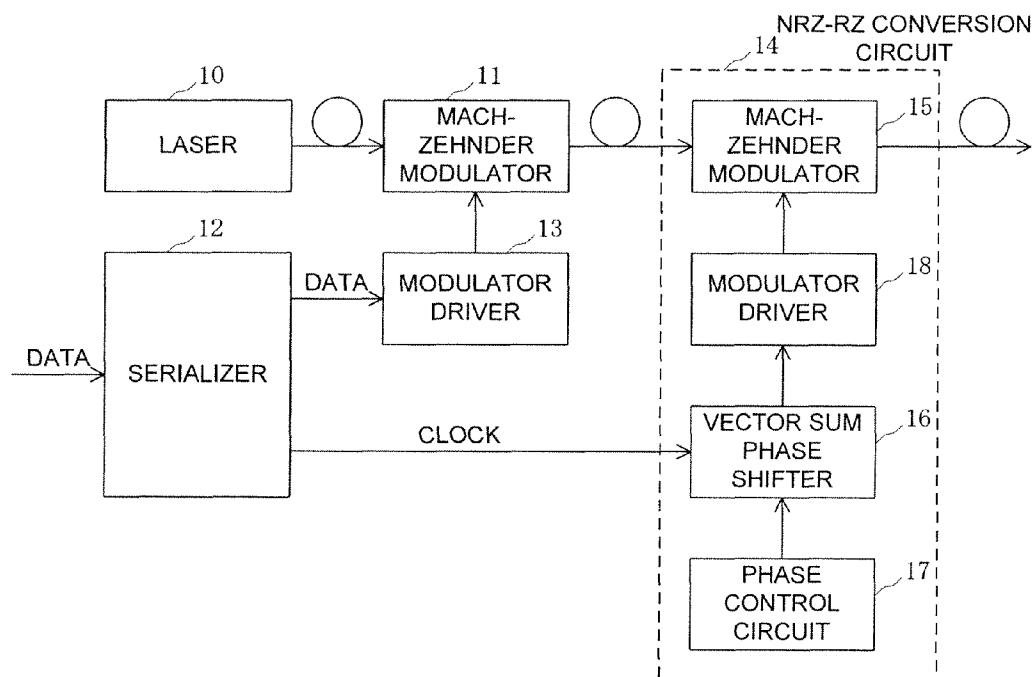 NRZ-RZ CONVERSION
CIRCUIT
14
10
LASER
11
MACH-
ZEHNDER
MODULATOR
MACH-
ZEHNDER
MODULATOR
15
12
SERIALIZER
DATA
DATA
13
MODULATOR
DRIVER
MODULATOR
DRIVER
18
CLOCK
VECTOR SUM
PHASE
SHIFTER
16
PHASE
CONTROL
CIRCUIT
17